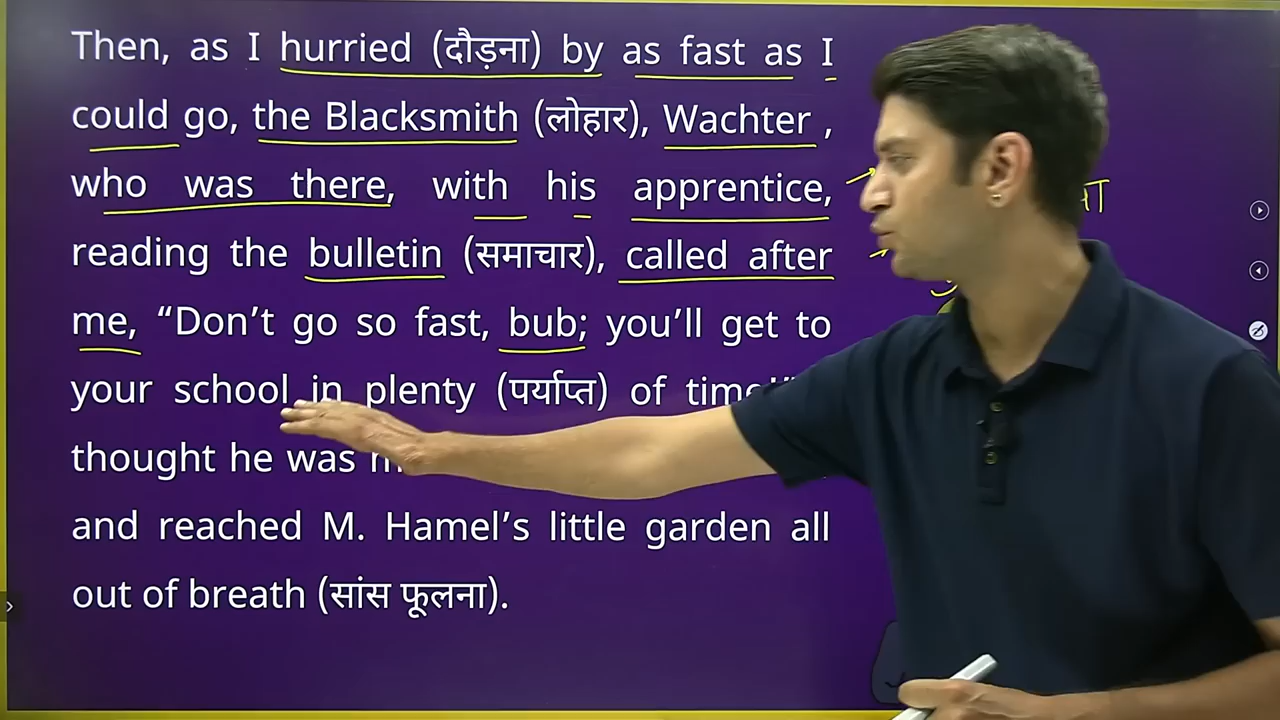 Then, as I hurried (दौड़ना) by as fast as I
could go, the Blacksmith (लोहार), Wachter ,
who was there, with his apprentice,
reading the bulletin (समाचार), called after
me, “Don’t go so fast, bub; you’ll get to
your school in plenty (पर्याप्त) of
thought he was
and reached M. Hamel’s little garden all
out of breath (सांस फूलना).